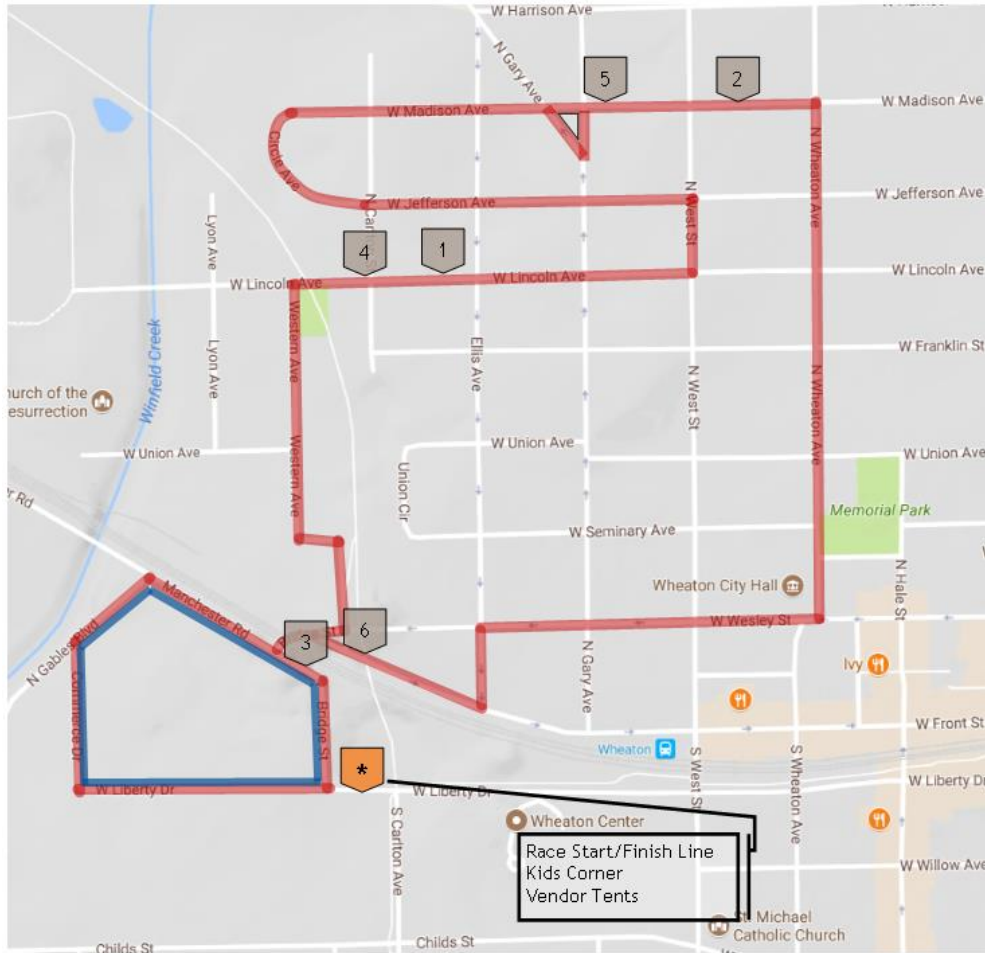 W Harrison Ave
N Gary Ave
5
2
W Madison Ave
W Madison Ave
Circle Ave
N Wheaton Ave
N West St
W Jefferson Ave
W Jefferson Ave
Lyon Ave
4
1
W Lincoln Ave
W Lincoln Ave
W Lincoln Ave
Western Ave
Winfield Creek
Lyon Ave
Ellis Ave
W Franklin St
N West St
N Wheaton Ave
Western Ave
W Union Ave
W Union Ave
W Union Ave
Union Cir
W Seminary Ave
Memorial Park
Wheaton City Hall
N Hale St
Manchester Rd
W Wesley St
3
6
N Gables Blvd
Commerce Dr
Bridge St
N Gary Ave
Ivy
W Front St
Wheaton
*
W Liberty Dr
W Liberty Dr
W Liberty Dr
S West St
S Wheaton Ave
S Carlton Ave
Wheaton Center
Race Start/Finish Line
Kids Corner
Vendor Tents
W Willow Ave
St. Michael
Catholic Church
Childs St
Childs St